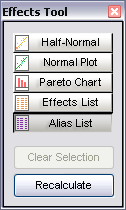 Effects Tool
Half-Normal
Normal Plot
Pareto Chart
Effects List
Alias List
Clear Selection
Recalculate